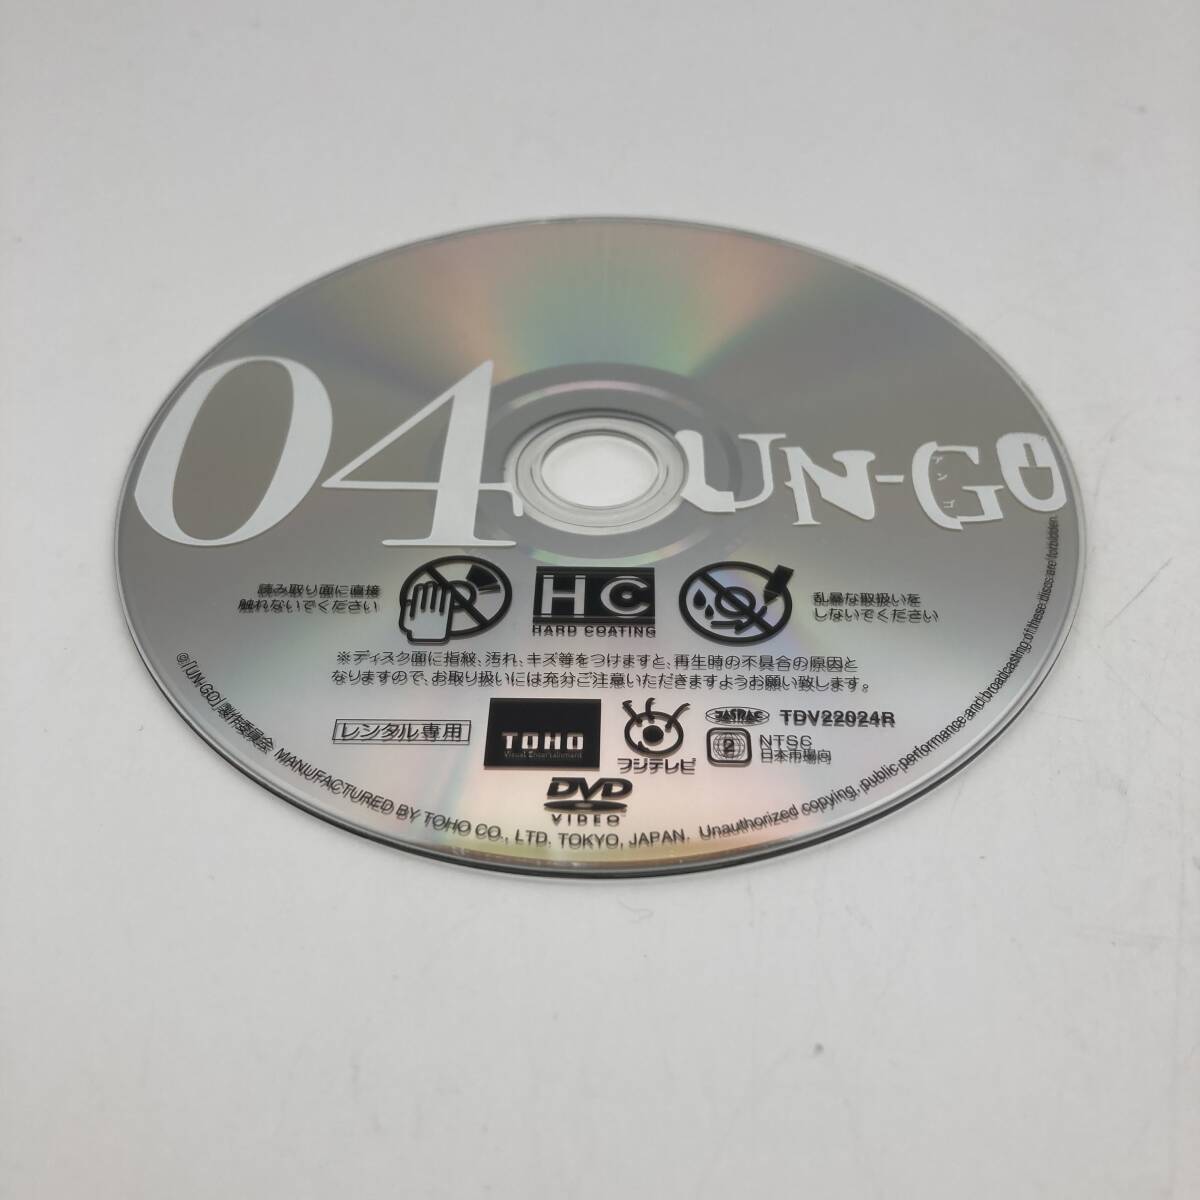 04
UN-GO
アンゴ
読み取り面に直接
触れないでください
HC
HARD COATING
乱暴な取扱いを
しないでください
※ディスク面に指紋、汚れ、キズ等をつけますと、再生時の不具合の原因と
なりますので、お取り扱いには充分ご注意いただきますようお願い致します。
レンタル専用
TOHO
Visual Entertainment
フジテレビ
JASRAC
TDV22024R
2
NTSC
日本市場向
DVD
VIDEO
©「UN-GO」製作委員会 MANUFACTURED BY TOHO CO., LTD. TOKYO, JAPAN. Unauthorized copying, public performance and broadcasting of these discs are forbidden.